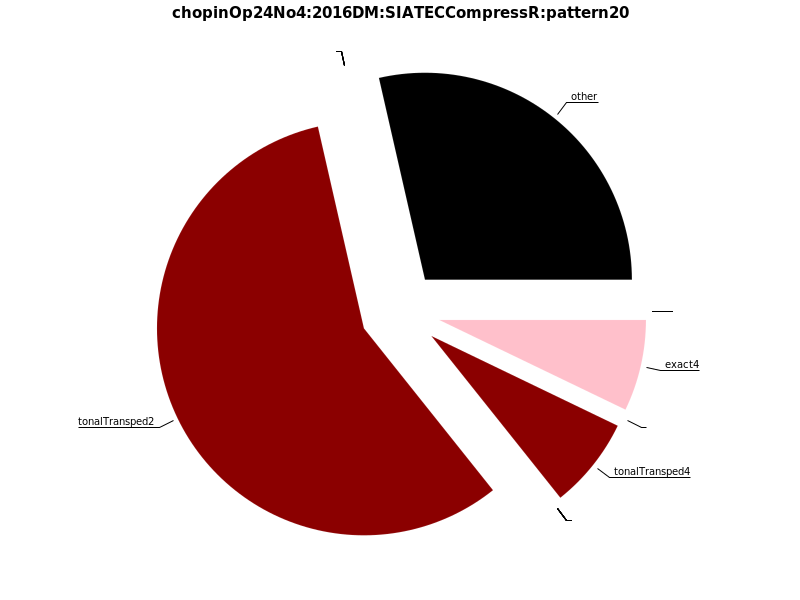 chopinOp24No4:2016DM:SIATECCompressR:pattern20
other
exact4
tonalTransped2
tonalTransped4